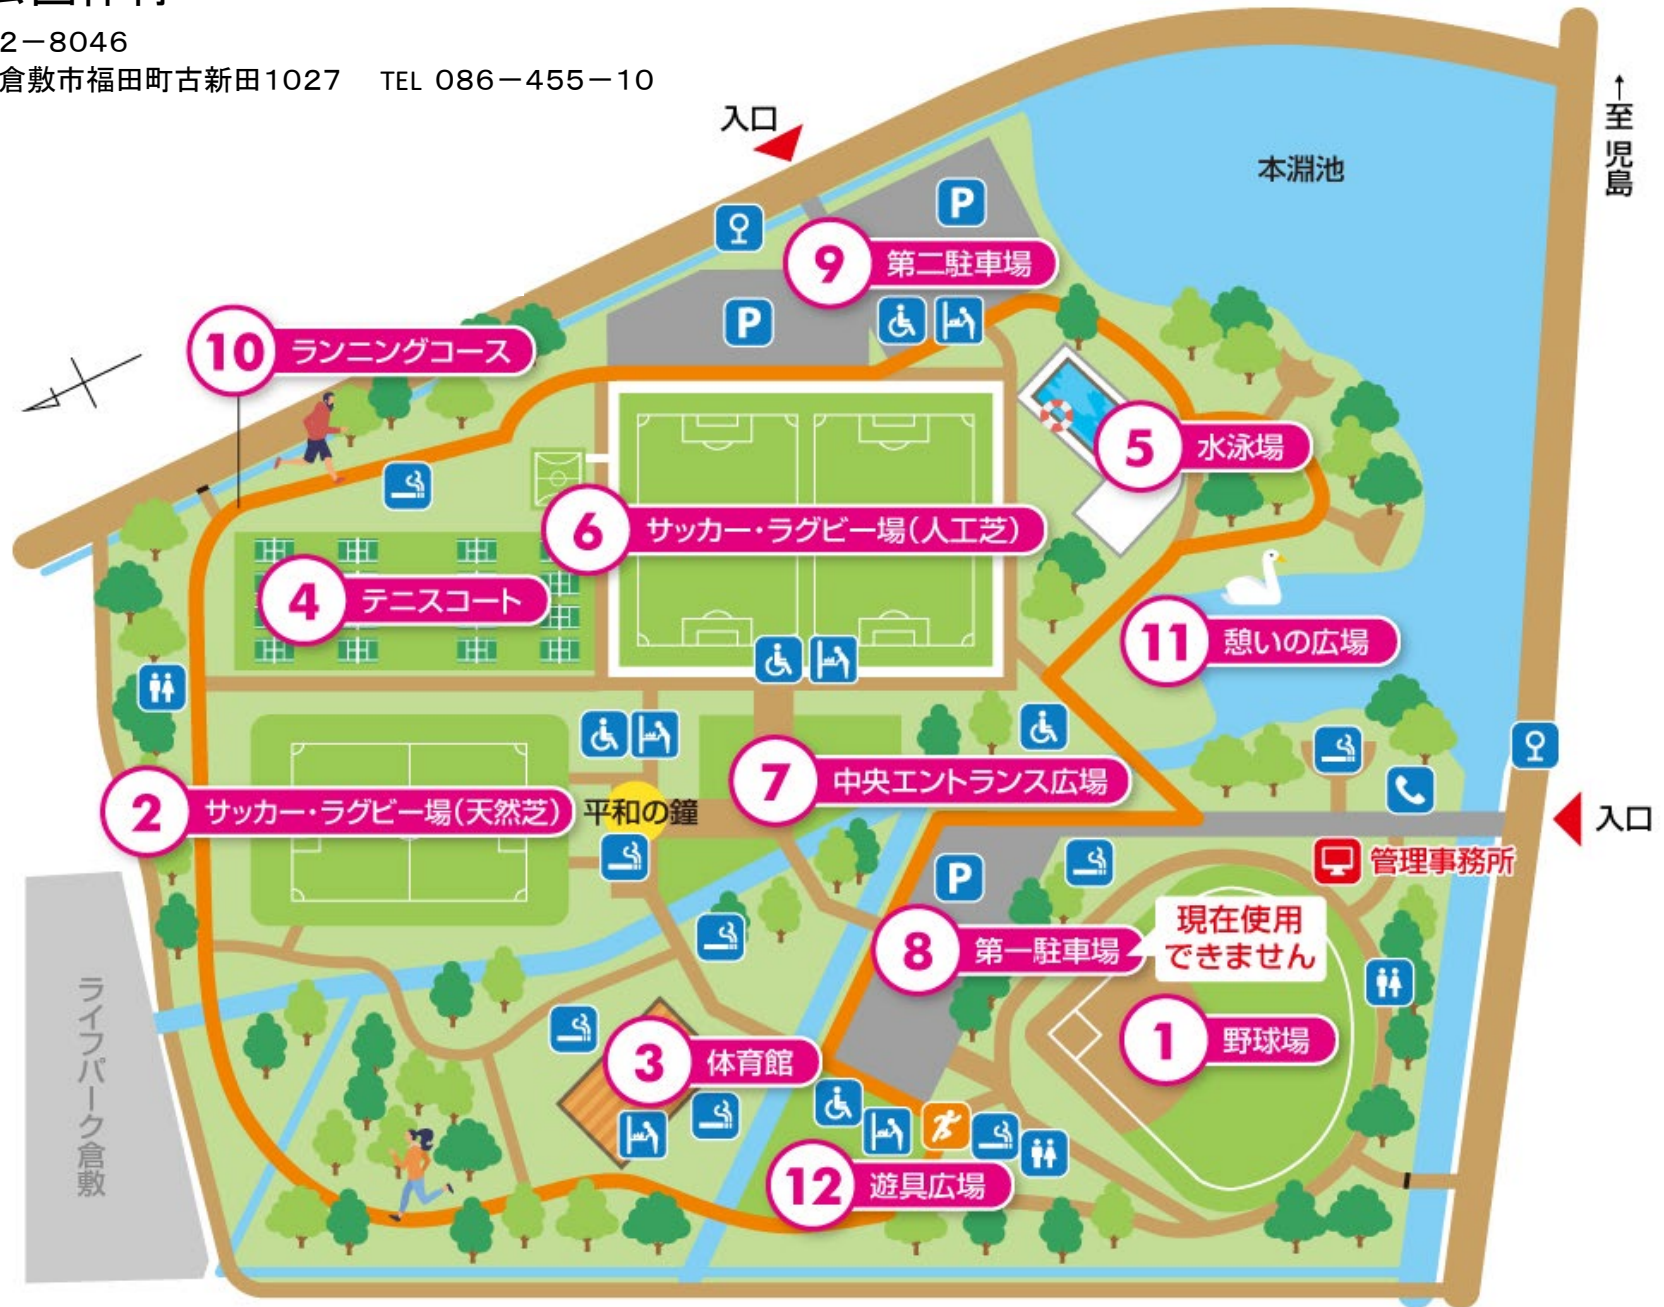 2－8046
倉敷市福田町古新田1027 TEL 086－455－10
入口
↑至 児島
本淵池
P
9 第二駐車場
P
10 ランニングコース
5 水泳場
6 サッカー・ラグビー場（人工芝）
4 テニスコート
11 憩いの広場
7 中央エントランス広場
2 サッカー・ラグビー場（天然芝）
平和の鐘
入口
管理事務所
P
現在使用
できません
8 第一駐車場
1 野球場
3 体育館
ライフパーク倉敷
12 遊具広場